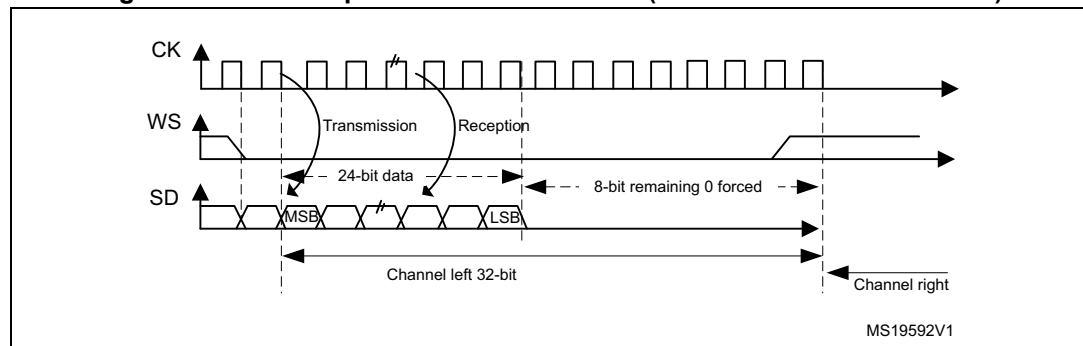 CK
WS
Transmission
Reception
24-bit data
8-bit remaining 0 forced
SD
MSB
LSB
Channel left 32-bit
Channel right
MS19592V1